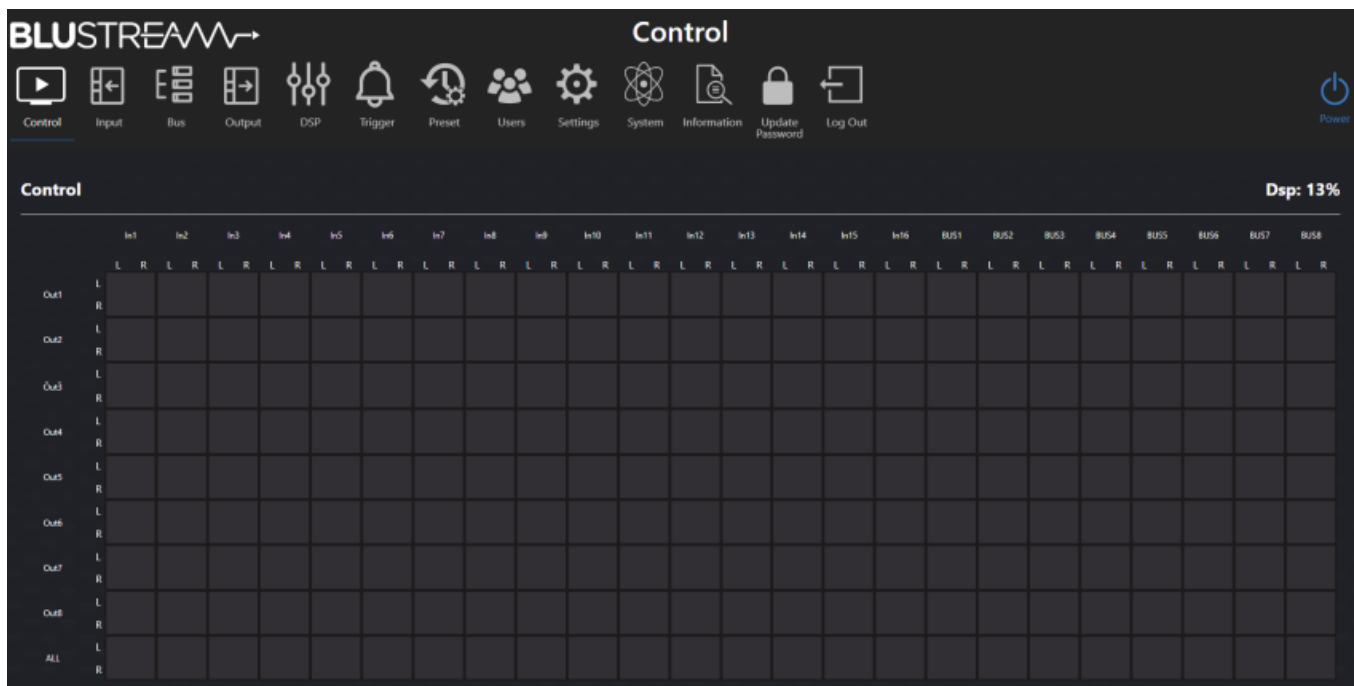 BLUSTREAM
Control
Control Input Bus Output DSP Trigger Preset Users Settings System Information Update Password Log Out Power
Control Dsp: 13%
In1 In2 In3 In4 In5 In6 In7 In8 In9 In10 In11 In12 In13 In14 In15 In16 BUS1 BUS2 BUS3 BUS4 BUS5 BUS6 BUS7 BUS8
L R L R L R L R L R L R L R L R L R L R L R L R L R L R L R L R L R L R L R L R L R L R L R L R
Out1 L
R
Out2 L
R
Out3 L
R
Out4 L
R
Out5 L
R
Out6 L
R
Out7 L
R
Out8 L
R
ALL L
R